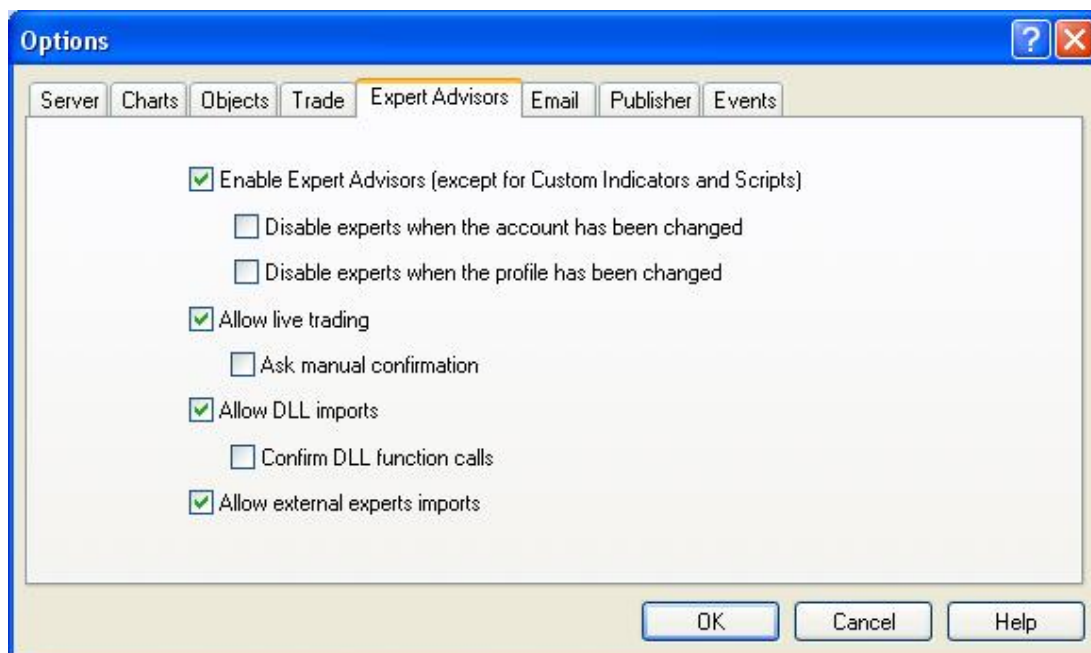 Options
Server Charts Objects Trade Expert Advisors Email Publisher Events
Enable Expert Advisors (except for Custom Indicators and Scripts)
Disable experts when the account has been changed
Disable experts when the profile has been changed
Allow live trading
Ask manual confirmation
Allow DLL imports
Confirm DLL function calls
Allow external experts imports
OK Cancel Help